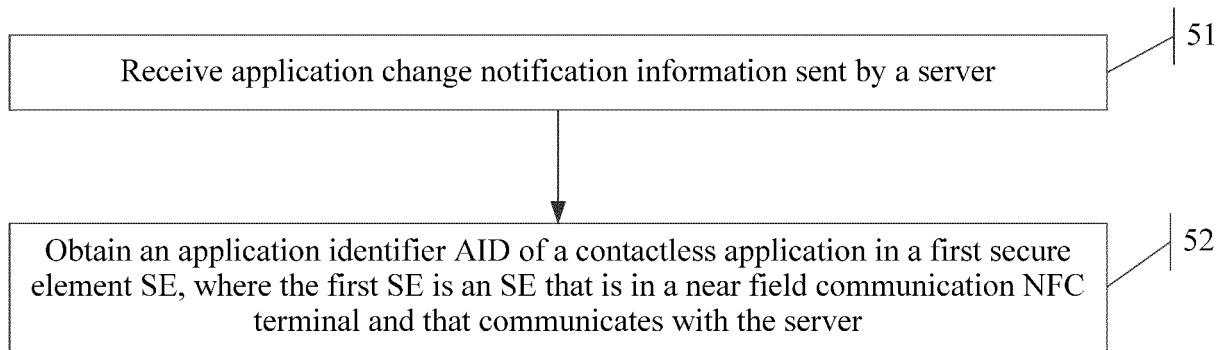 51
Receive application change notification information sent by a server
52
Obtain an application identifier AID of a contactless application in a first secure
element SE, where the first SE is an SE that is in a near field communication NFC
terminal and that communicates with the server